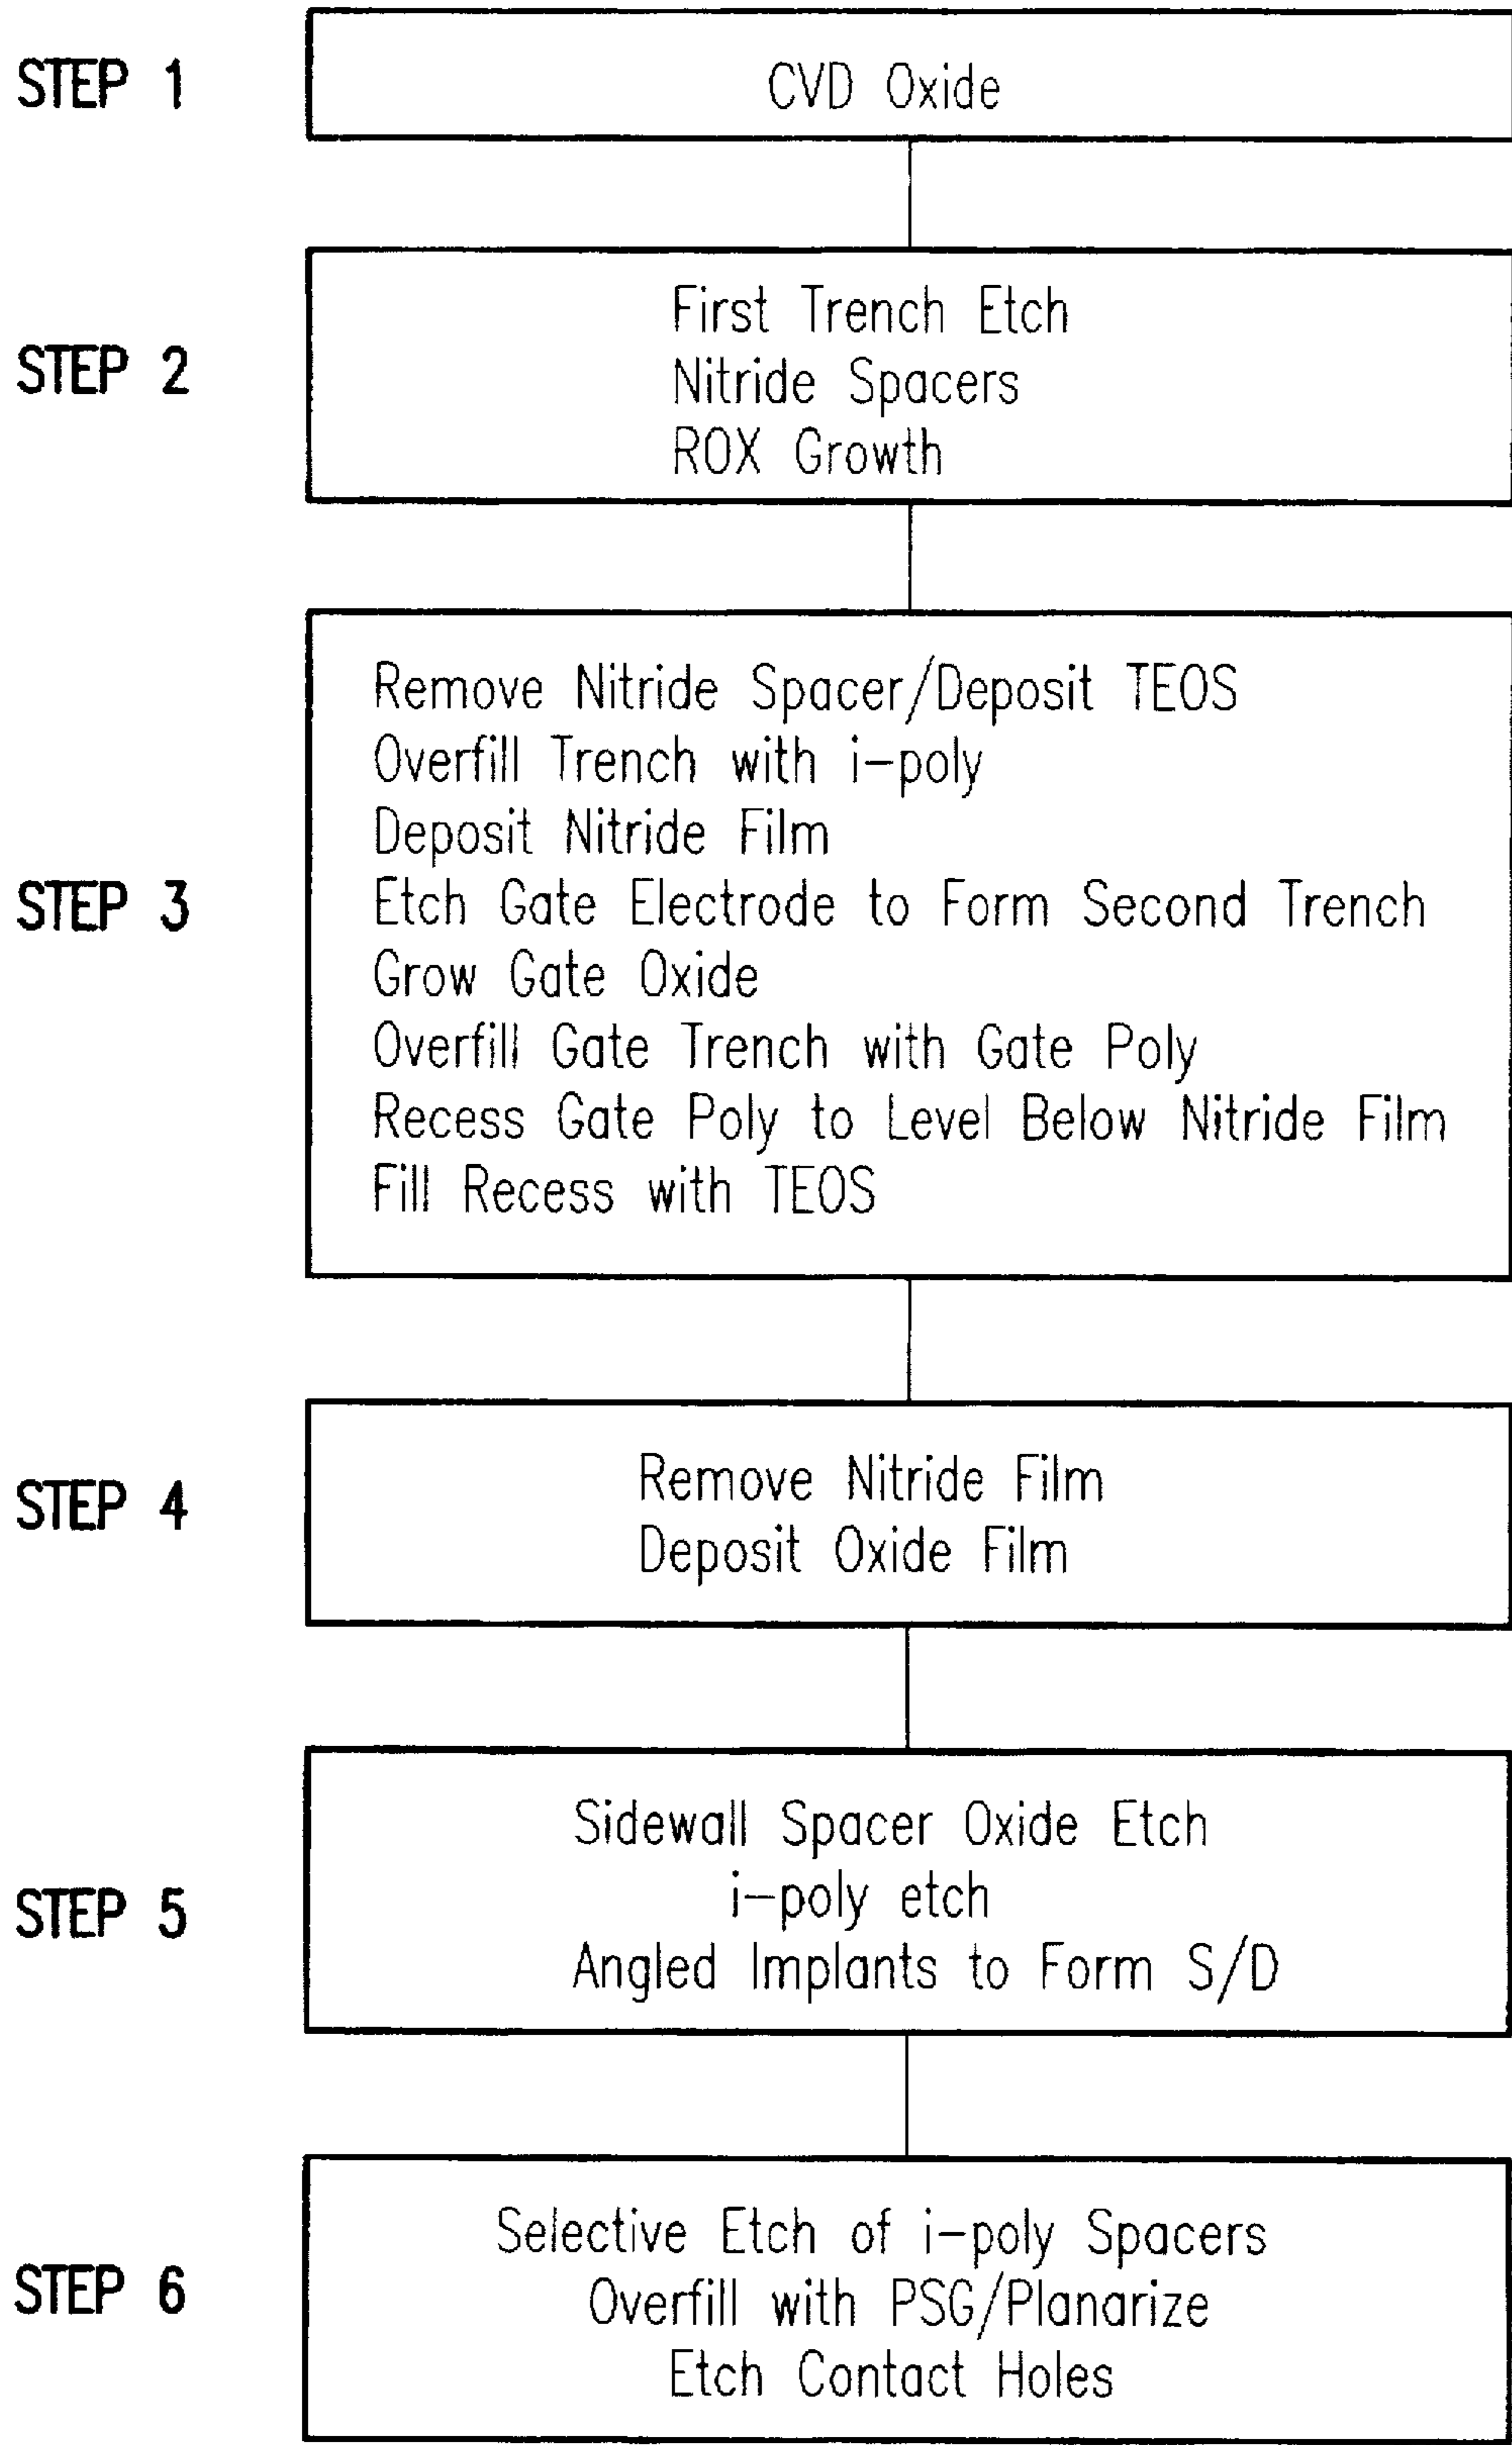 STEP 1
CVD Oxide
STEP 2
First Trench Etch
Nitride Spacers
ROX Growth
STEP 3
Remove Nitride Spacer/Deposit TEOS
Overfill Trench with i-poly
Deposit Nitride Film
Etch Gate Electrode to Form Second Trench
Grow Gate Oxide
Overfill Gate Trench with Gate Poly
Recess Gate Poly to Level Below Nitride Film
Fill Recess with TEOS
STEP 4
Remove Nitride Film
Deposit Oxide Film
STEP 5
Sidewall Spacer Oxide Etch
i-poly etch
Angled Implants to Form S/D
STEP 6
Selective Etch of i-poly Spacers
Overfill with PSG/Planarize
Etch Contact Holes